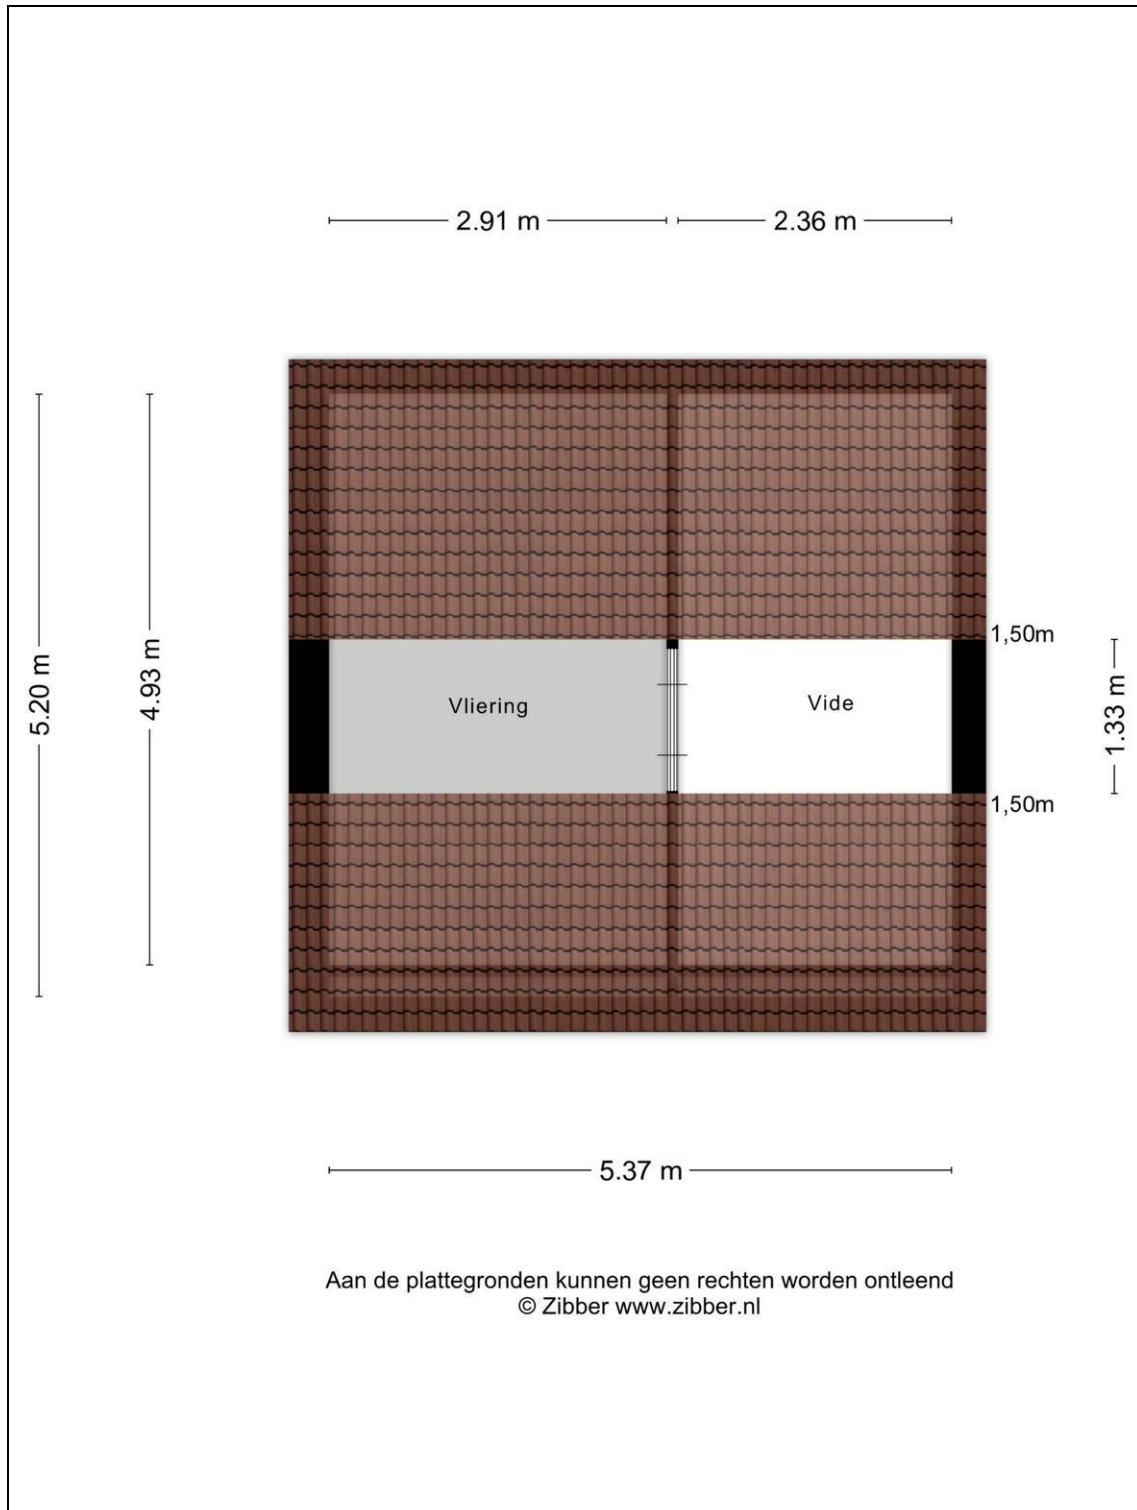 2.91 m
2.36 m
5.20 m
4.93 m
1,50m
Vliering
Vide
1.33 m
1,50m
5.37 m
Aan de plattegronden kunnen geen rechten worden ontleend
© Zibber www.zibber.nl